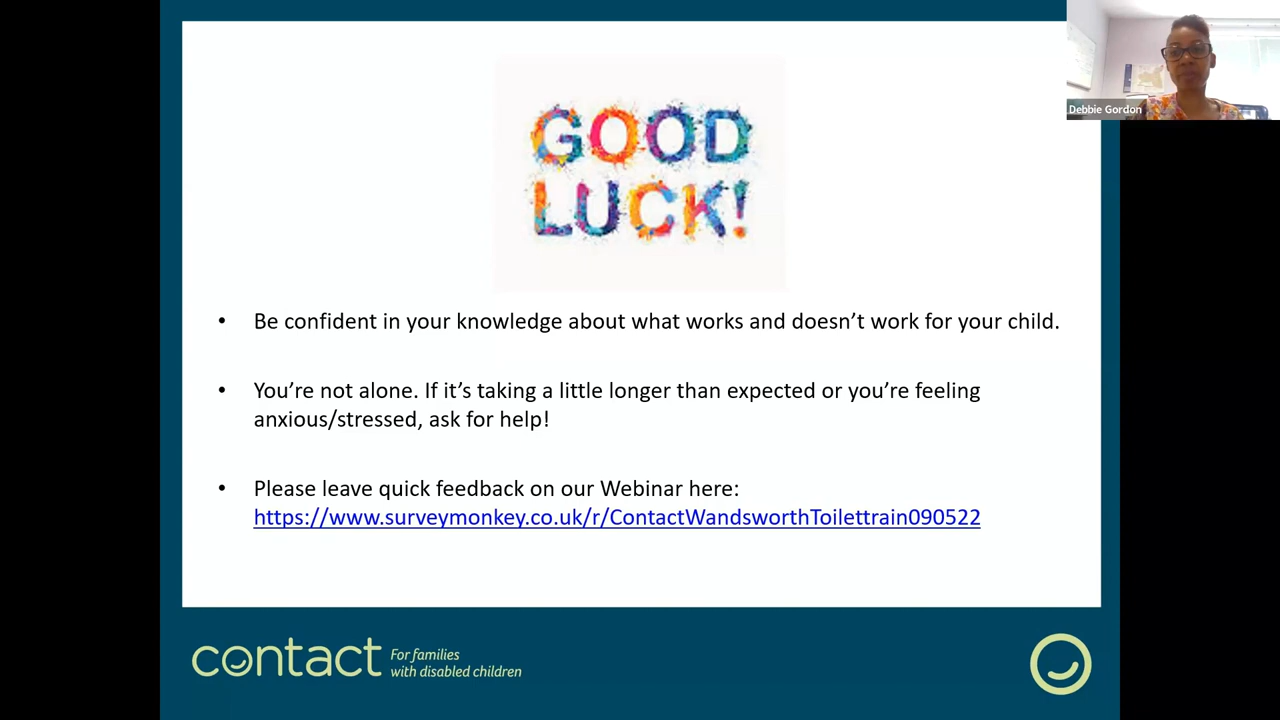 GOOD
LUCK!
Debbie Gordon
• Be confident in your knowledge about what works and doesn't work for your child.
• You're not alone. If it's taking a little longer than expected or you're feeling
anxious/stressed, ask for help!
• Please leave quick feedback on our Webinar here:
https://www.surveymonkey.co.uk/r/ContactWandsworthToilettrain090522
contact
For families
with disabled children